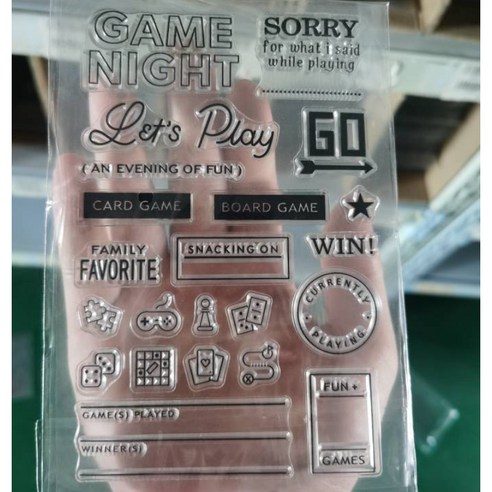 GAME
NIGHT
SORRY
for what i said
while playing
Let's Play
GO
( AN EVENING OF FUN )
CARD GAME
BOARD GAME
WIN!
FAMILY
FAVORITE
SNACKING ON
CURRENTLY
PLAYING
GAME(S) PLAYED
WINNER(S)
FUN +
GAMES